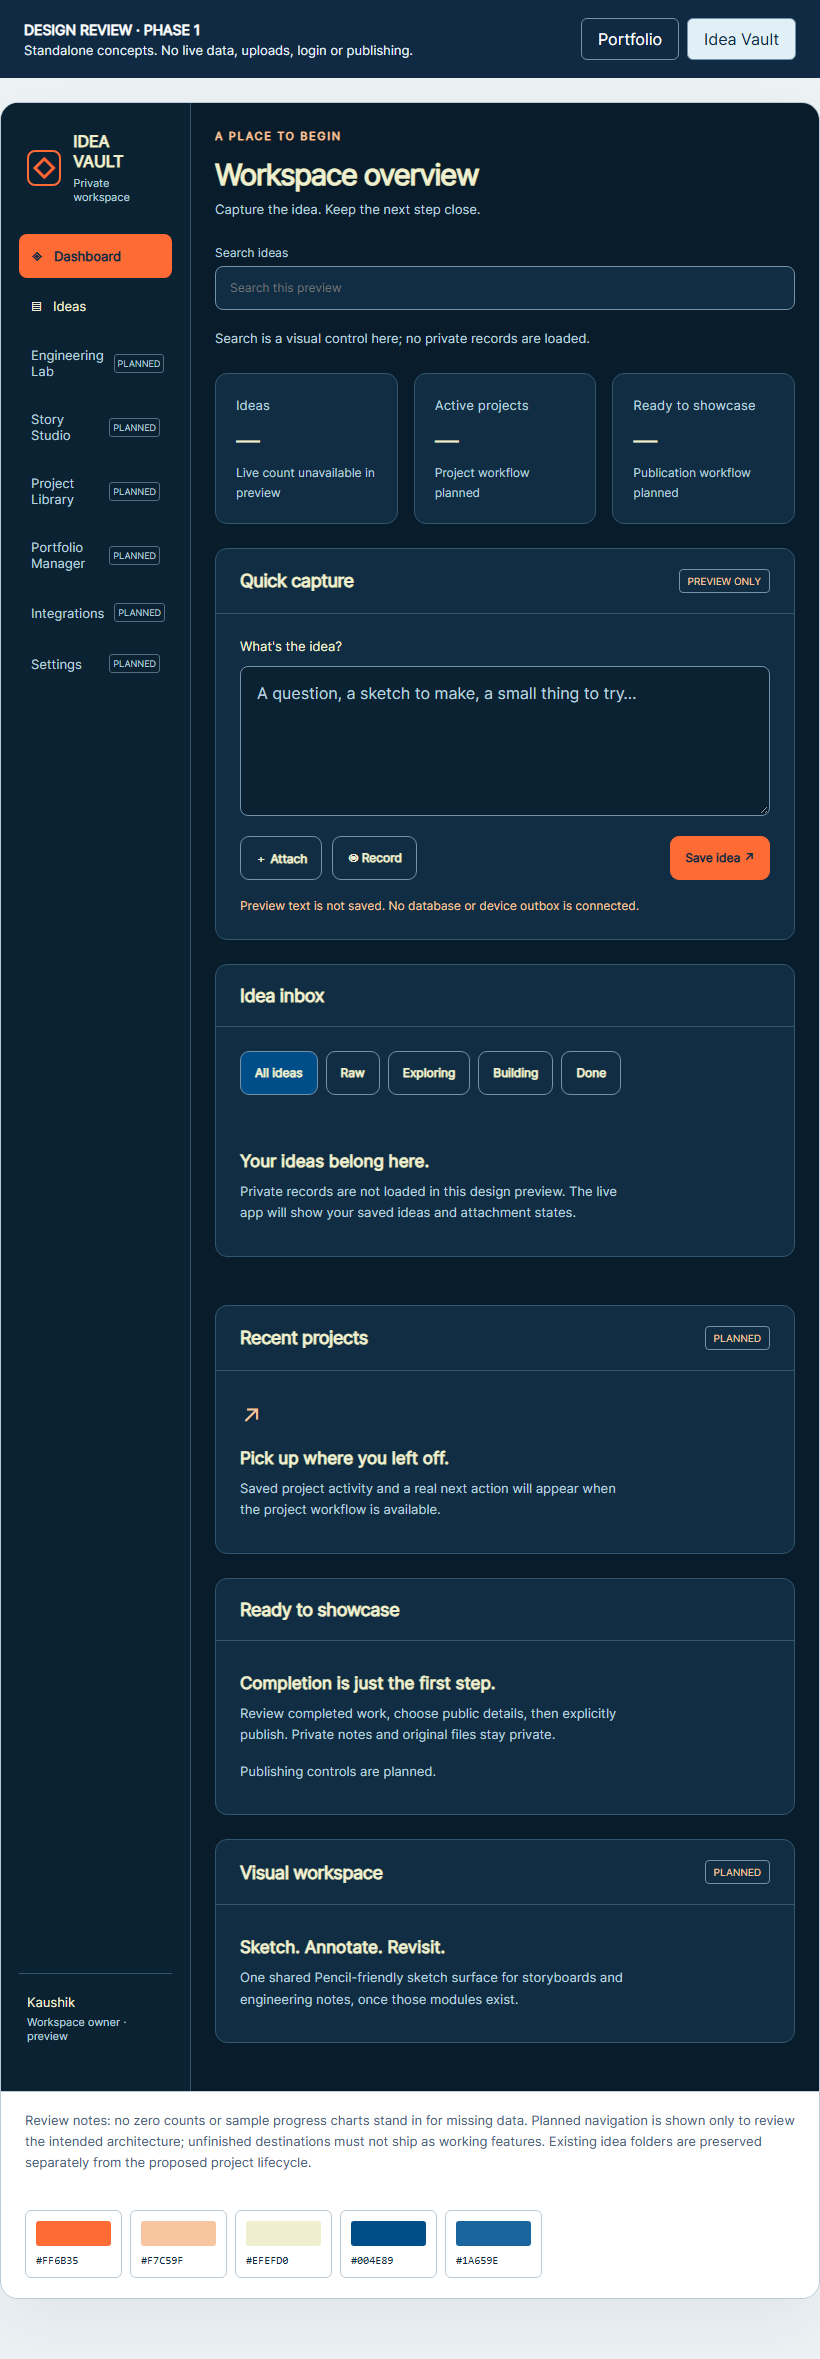 DESIGN REVIEW · PHASE 1
Standalone concepts. No live data, uploads, login or publishing.
Portfolio
Idea Vault
IDEA
VAULT
Private
workspace
Dashboard
Ideas
Engineering
Lab
PLANNED
Story
Studio
PLANNED
Project
Library
PLANNED
Portfolio
Manager
PLANNED
Integrations
PLANNED
Settings
PLANNED
Kaushik
Workspace owner ·
preview
A PLACE TO BEGIN
Workspace overview
Capture the idea. Keep the next step close.
Search ideas
Search this preview
Search is a visual control here; no private records are loaded.
Ideas
—
Live count unavailable in
preview
Active projects
—
Project workflow
planned
Ready to showcase
—
Publication workflow
planned
Quick capture
PREVIEW ONLY
What's the idea?
A question, a sketch to make, a small thing to try...
+ Attach
Record
Save idea ↗
Preview text is not saved. No database or device outbox is connected.
Idea inbox
All ideas
Raw
Exploring
Building
Done
Your ideas belong here.
Private records are not loaded in this design preview. The live
app will show your saved ideas and attachment states.
Recent projects
PLANNED
↗
Pick up where you left off.
Saved project activity and a real next action will appear when
the project workflow is available.
Ready to showcase
Completion is just the first step.
Review completed work, choose public details, then explicitly
publish. Private notes and original files stay private.
Publishing controls are planned.
Visual workspace
PLANNED
Sketch. Annotate. Revisit.
One shared Pencil-friendly sketch surface for storyboards and
engineering notes, once those modules exist.
Review notes: no zero counts or sample progress charts stand in for missing data. Planned navigation is shown only to review
the intended architecture; unfinished destinations must not ship as working features. Existing idea folders are preserved
separately from the proposed project lifecycle.
#FF6B35
#F7C59F
#EFEFD0
#004E89
#1A659E